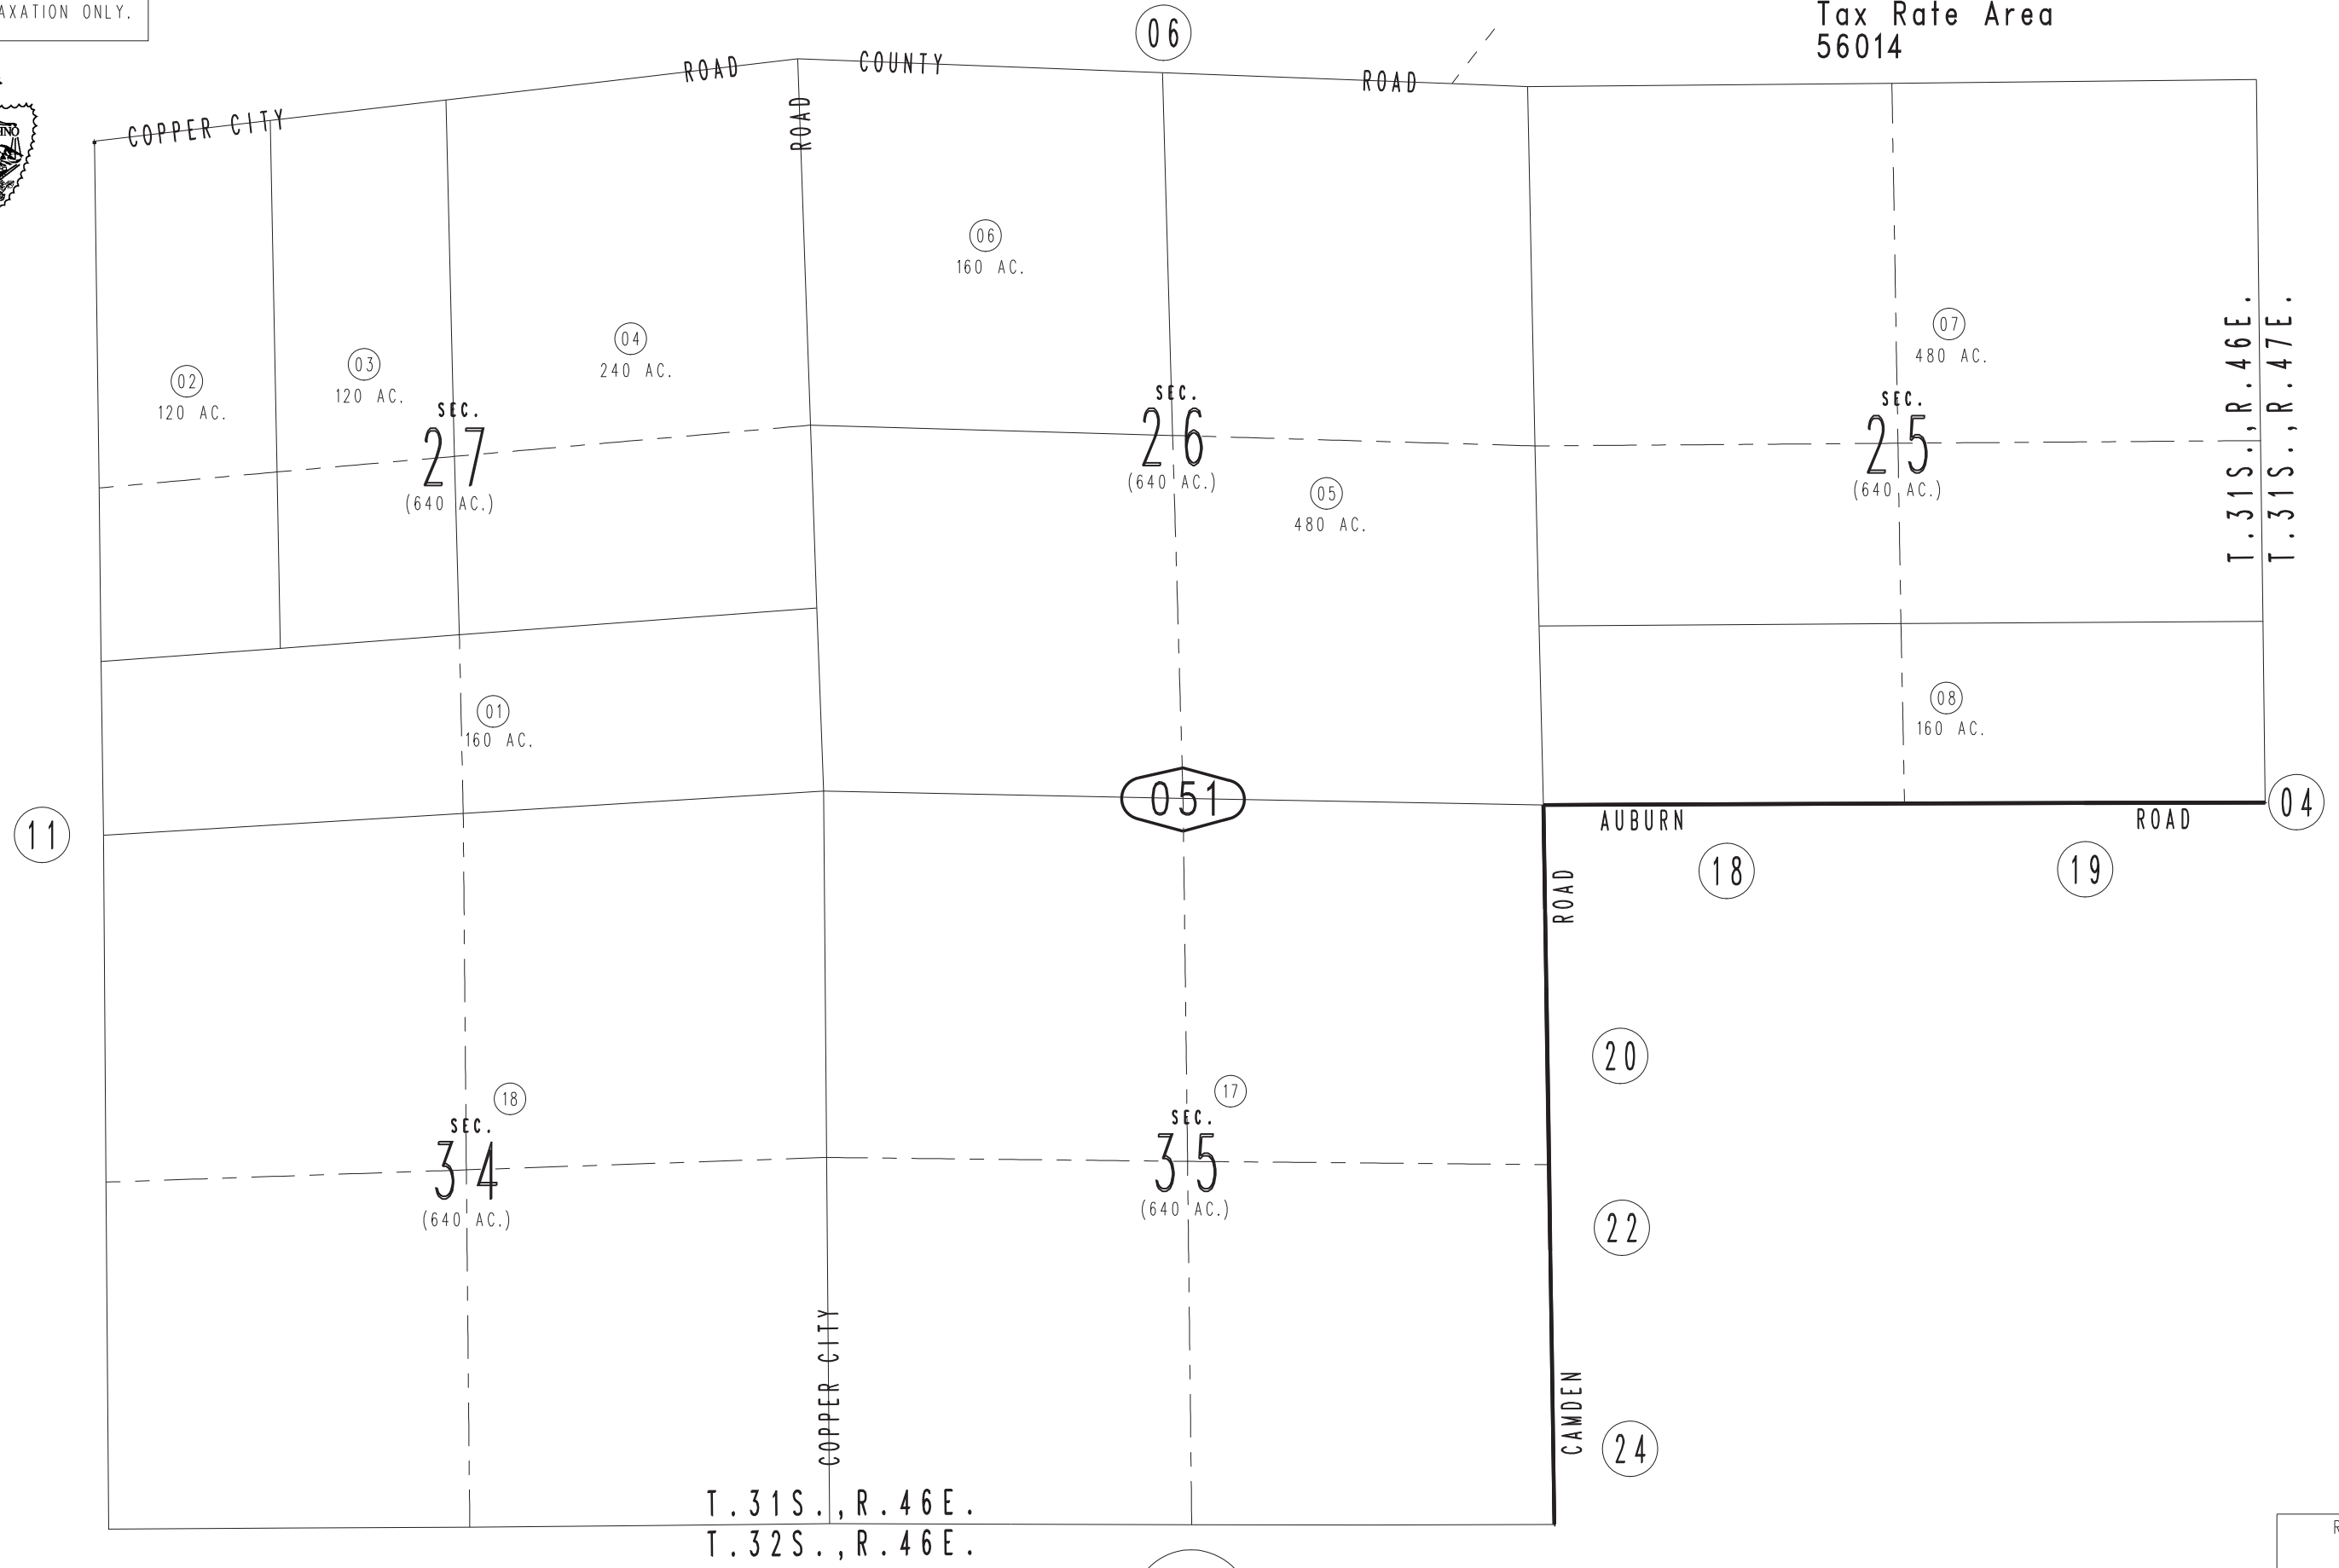 AXATION ONLY.
06
Tax Rate Area
56014
COPPER CITY ROAD
COUNTY ROAD
ROAD
06
160 AC.
07
480 AC.
04
240 AC.
03
120 AC.
02
120 AC.
SEC.
27
(640 AC.)
SEC.
26
(640 AC.)
SEC.
25
(640 AC.)
05
480 AC.
T.31S.,R.46E.
T.31S.,R.47E.
01
160 AC.
08
160 AC.
051
11
04
AUBURN ROAD
18
19
ROAD
20
18
SEC.
34
(640 AC.)
17
SEC.
35
(640 AC.)
22
COPPER CITY
CAMDEN
24
T.31S.,R.46E.
T.32S.,R.46E.